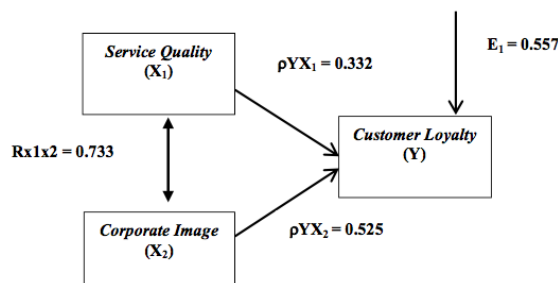 Service Quality
(X₁)
ρYX₁ = 0.332
E₁ = 0.557
Customer Loyalty
(Y)
Rx1x2 = 0.733
Corporate Image
(X₂)
ρYX₂ = 0.525